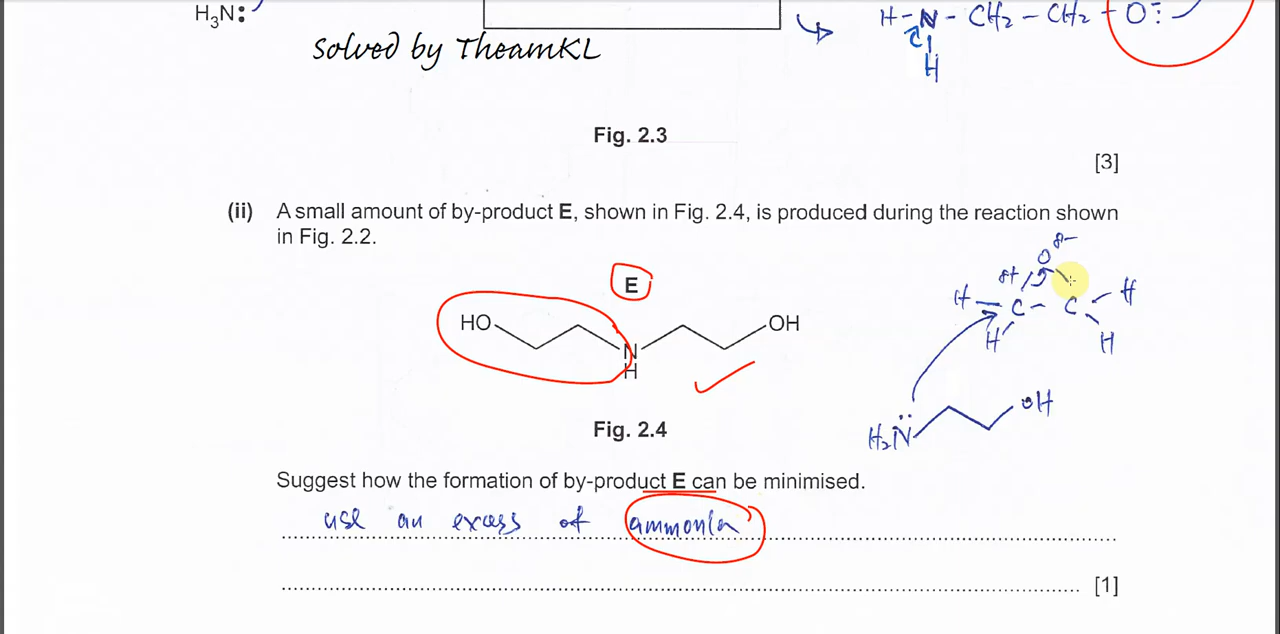 H₃N:
H-N-CH₂-CH₂-O:
H
Solved by TheamKL
Fig. 2.3
[3]
(ii) A small amount of by-product E, shown in Fig. 2.4, is produced during the reaction shown
in Fig. 2.2.
E
HO
OH
N
H
δ-
O
δ+
H C - C H
H H
H₂N OH
Fig. 2.4
Suggest how the formation of by-product E can be minimised.
use an excess of ammonia
[1]